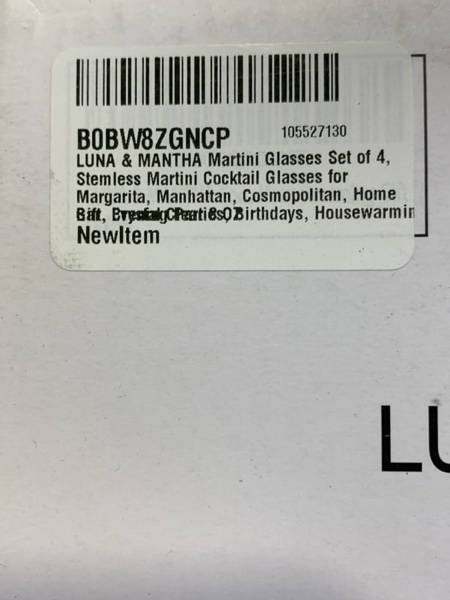 B0BW8ZGNCP 105527130
LUNA & MANTHA Martini Glasses Set of 4,
Stemless Martini Cocktail Glasses for
Margarita, Manhattan, Cosmopolitan, Home
Birthdays, Housewarmin
NewItem
LU